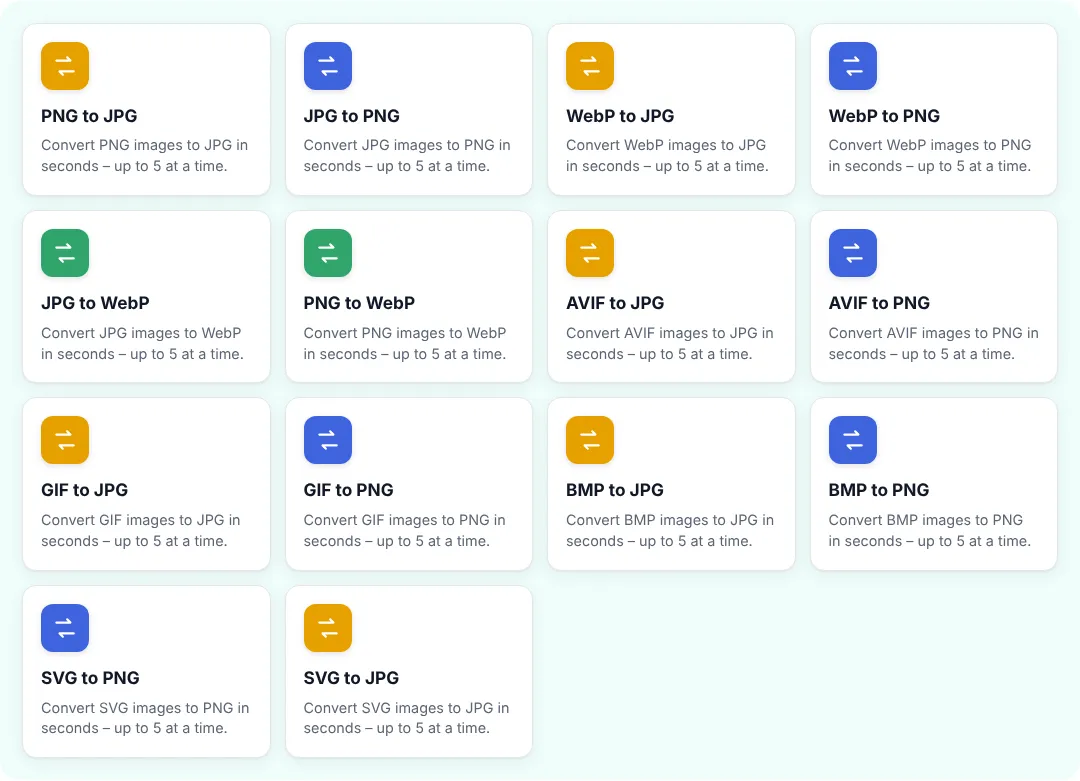 PNG to JPG
Convert PNG images to JPG in
seconds – up to 5 at a time.
JPG to PNG
Convert JPG images to PNG in
seconds – up to 5 at a time.
WebP to JPG
Convert WebP images to JPG
in seconds – up to 5 at a time.
WebP to PNG
Convert WebP images to PNG
in seconds – up to 5 at a time.
JPG to WebP
Convert JPG images to WebP
in seconds – up to 5 at a time.
PNG to WebP
Convert PNG images to WebP
in seconds – up to 5 at a time.
AVIF to JPG
Convert AVIF images to JPG in
seconds – up to 5 at a time.
AVIF to PNG
Convert AVIF images to PNG in
seconds – up to 5 at a time.
GIF to JPG
Convert GIF images to JPG in
seconds – up to 5 at a time.
GIF to PNG
Convert GIF images to PNG in
seconds – up to 5 at a time.
BMP to JPG
Convert BMP images to JPG in
seconds – up to 5 at a time.
BMP to PNG
Convert BMP images to PNG
in seconds – up to 5 at a time.
SVG to PNG
Convert SVG images to PNG in
seconds – up to 5 at a time.
SVG to JPG
Convert SVG images to JPG in
seconds – up to 5 at a time.